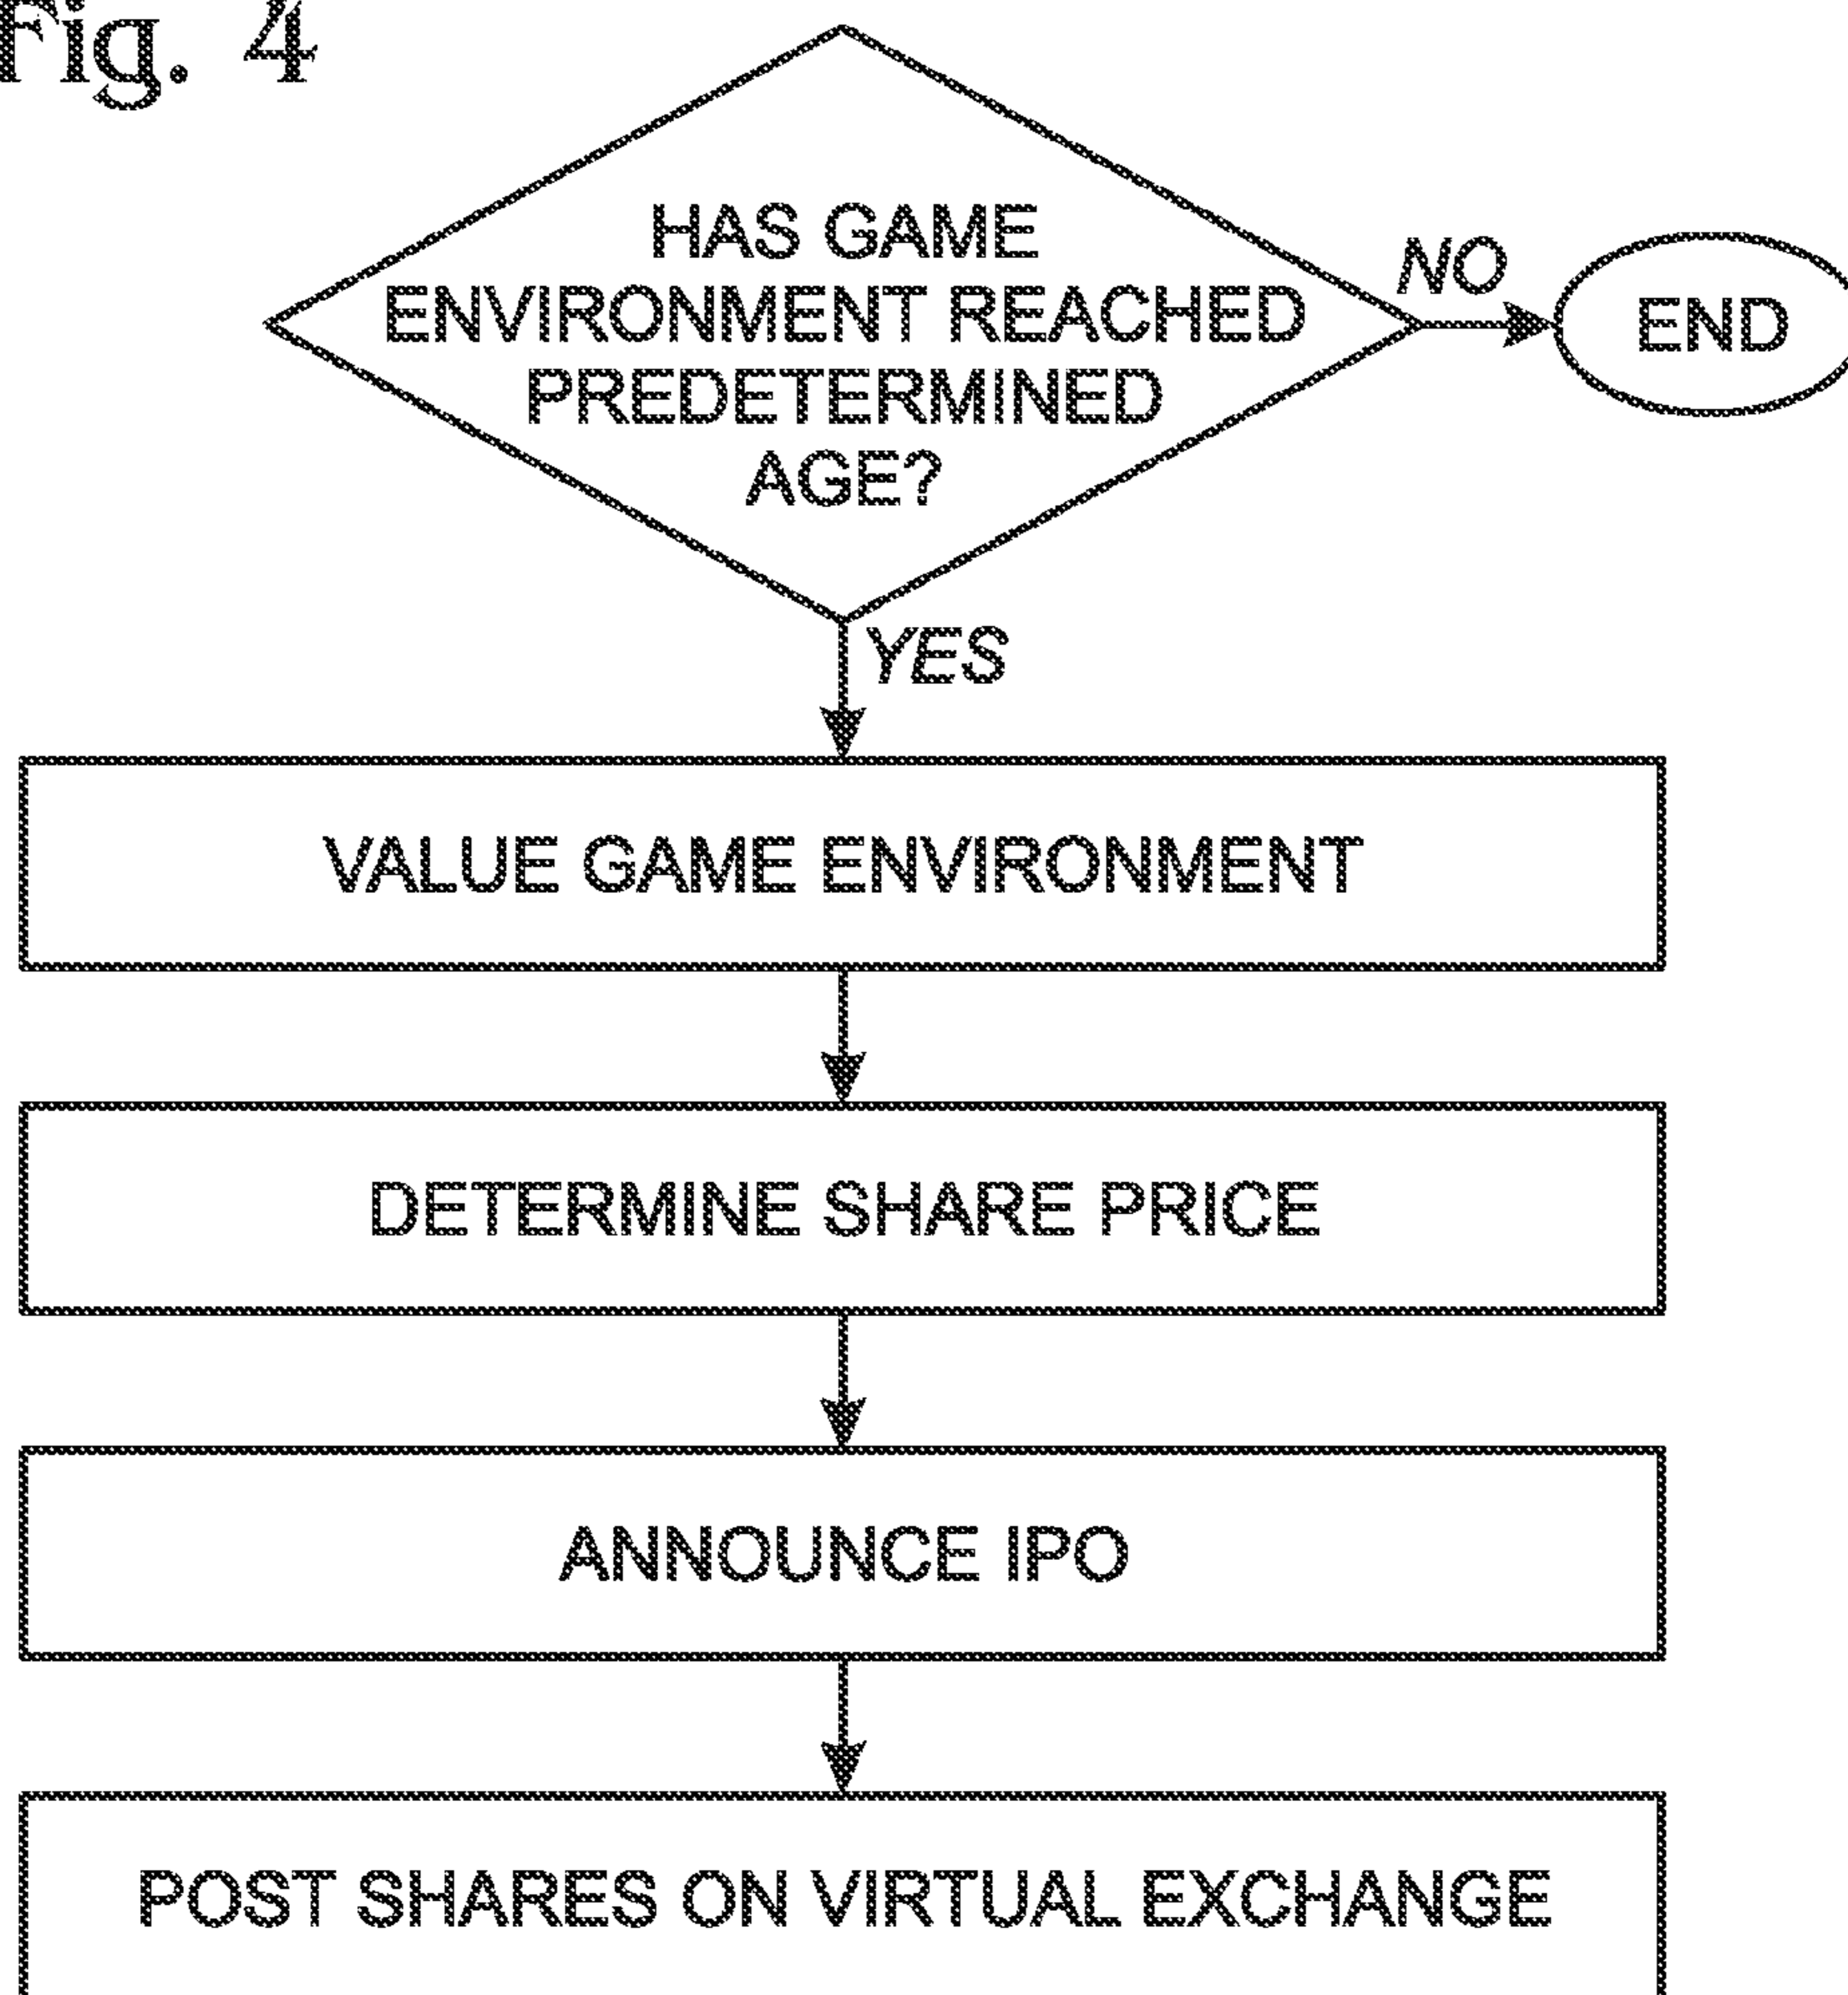 Fig. 4
HAS GAME
ENVIRONMENT REACHED
PREDETERMINED
AGE?
NO
END
YES
VALUE GAME ENVIRONMENT
DETERMINE SHARE PRICE
ANNOUNCE IPO
POST SHARES ON VIRTUAL EXCHANGE